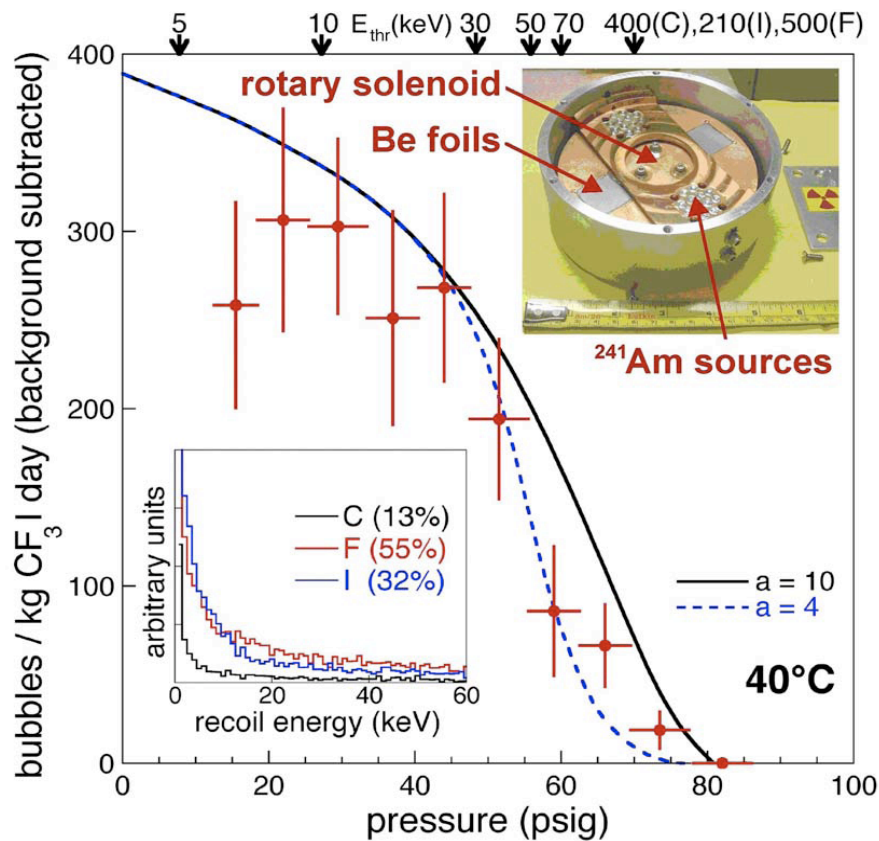 5 10 E_thr(keV) 30 50 70 400(C),210(I),500(F)
400
rotary solenoid
Be foils
300
²⁴¹Am sources
200
C (13%)
F (55%)
I (32%)
arbitrary units
a = 10
100
a = 4
40°C
0 20 40 60
recoil energy (keV)
0
0 20 40 60 80 100
pressure (psig)
bubbles / kg CF₃ I day (background subtracted)